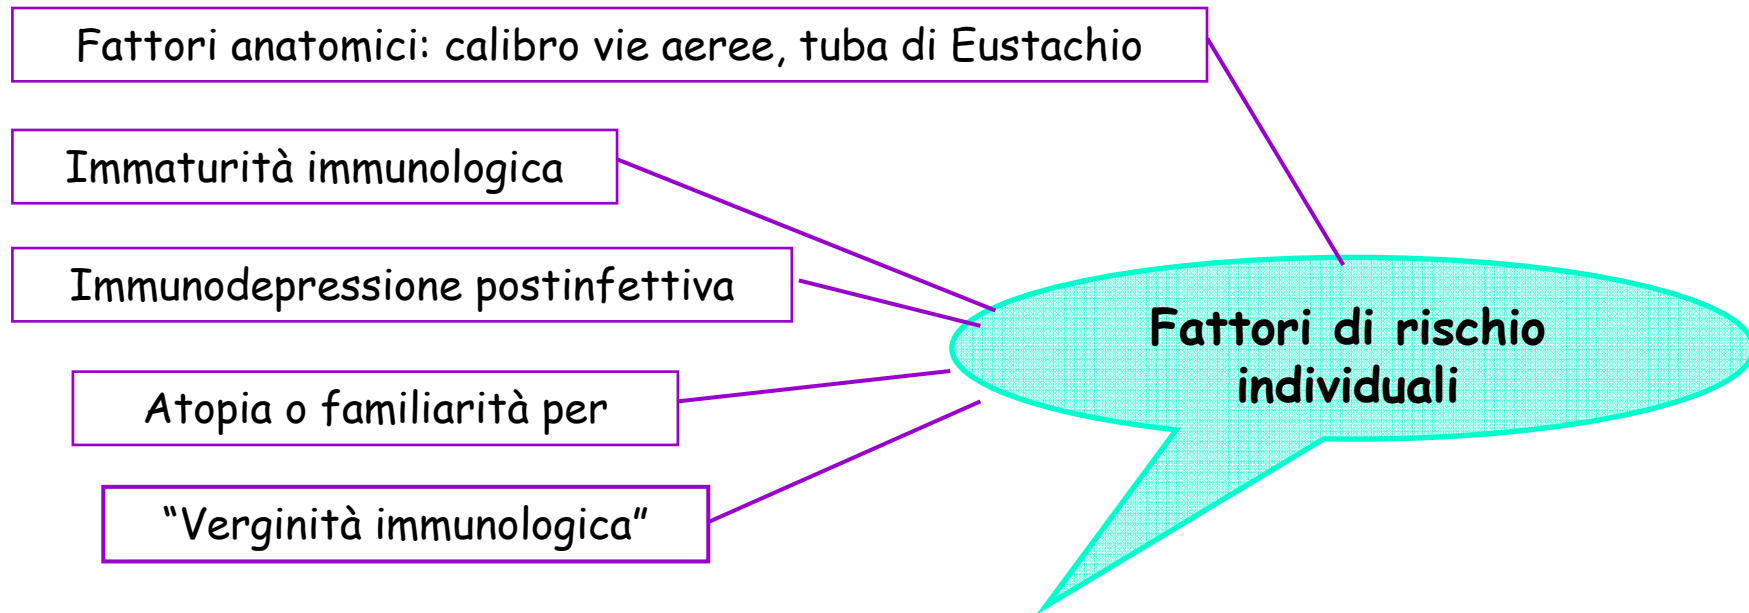 Fattori anatomici: calibro vie aeree, tuba di Eustachio
Immaturità immunologica
Immunodepressione postinfettiva
Atopia o familiarità per
“Verginità immunologica”
Fattori di rischio
individuali